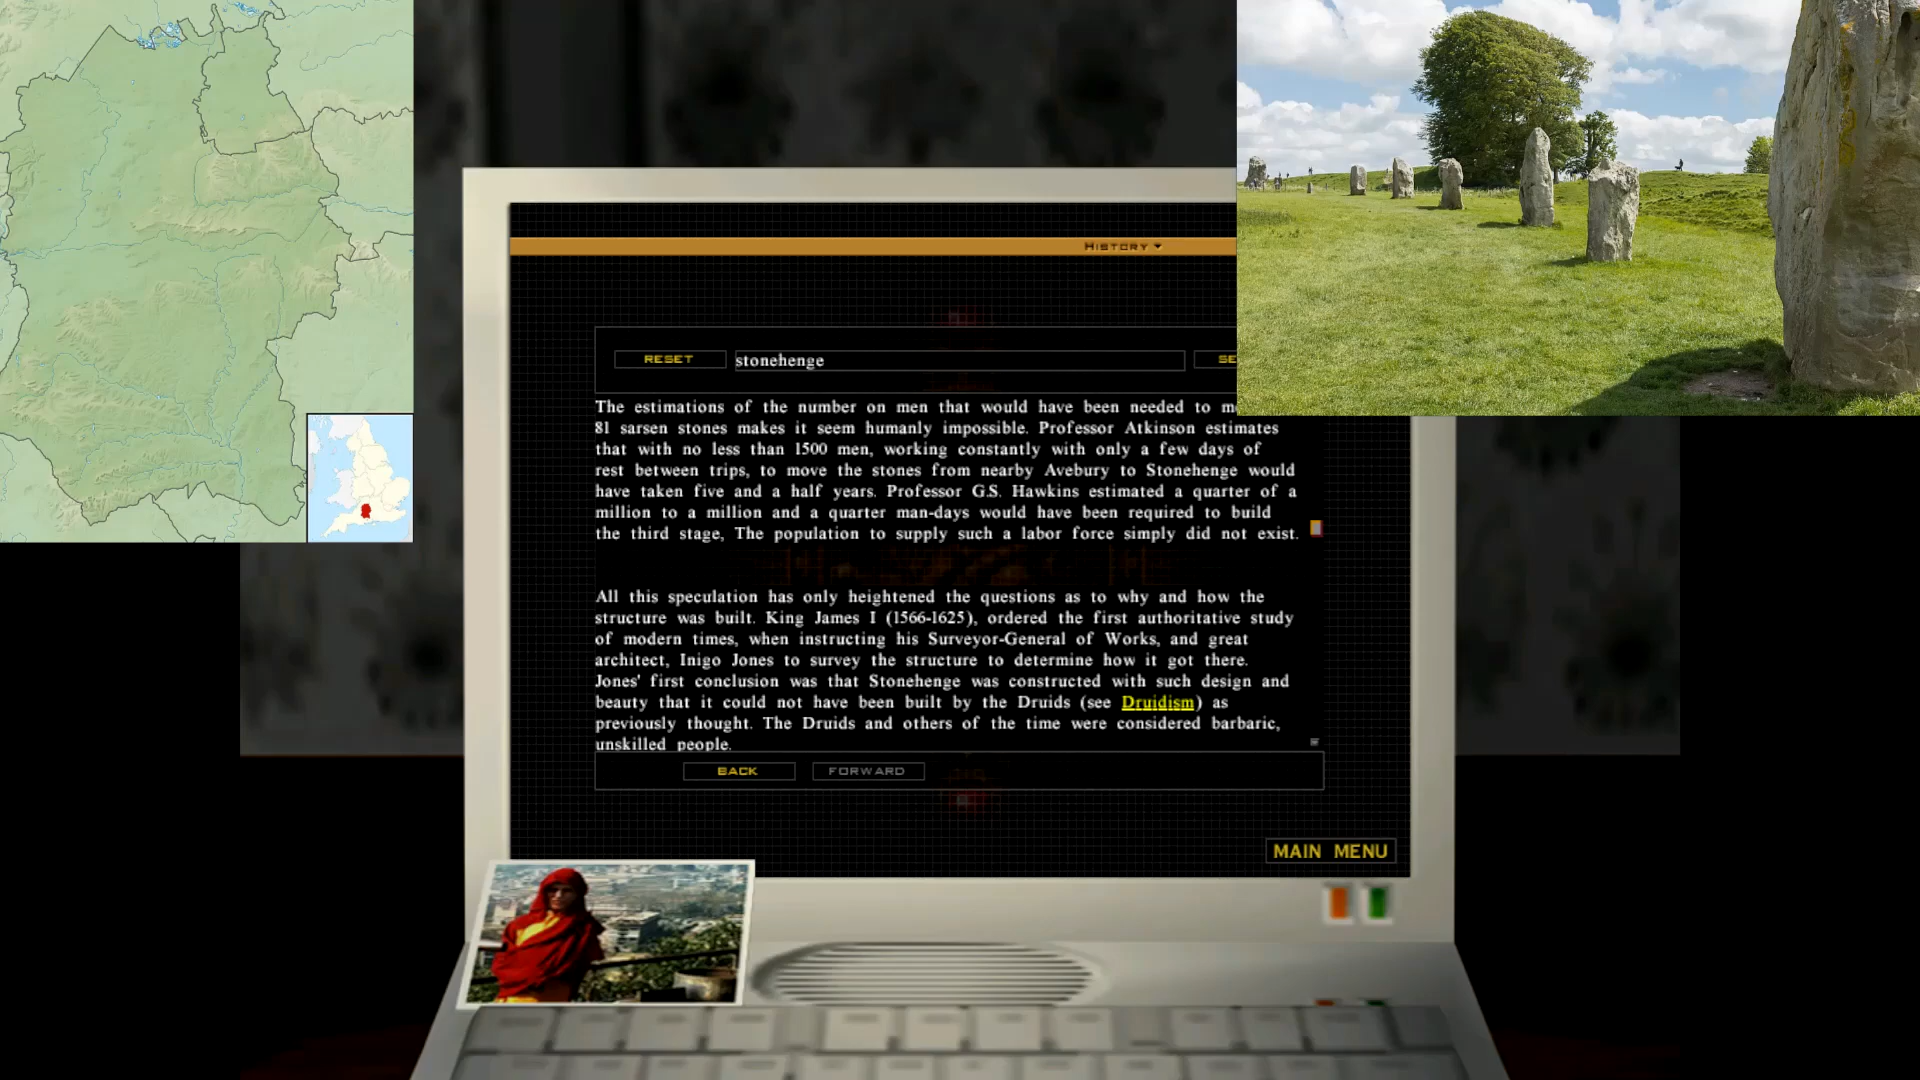 HISTORY
RESET
stonehenge
SE
The estimations of the number on men that would have been needed to m
81 sarsen stones makes it seem humanly impossible. Professor Atkinson estimates
that with no less than 1500 men, working constantly with only a few days of
rest between trips, to move the stones from nearby Avebury to Stonehenge would
have taken five and a half years. Professor G.S. Hawkins estimated a quarter of a
million to a million and a quarter man-days would have been required to build
the third stage, The population to supply such a labor force simply did not exist.
All this speculation has only heightened the questions as to why and how the
structure was built. King James I (1566-1625), ordered the first authoritative study
of modern times, when instructing his Surveyor-General of Works, and great
architect, Inigo Jones to survey the structure to determine how it got there.
Jones' first conclusion was that Stonehenge was constructed with such design and
beauty that it could not have been built by the Druids (see Druidism) as
previously thought. The Druids and others of the time were considered barbaric,
unskilled people.
BACK
FORWARD
MAIN MENU